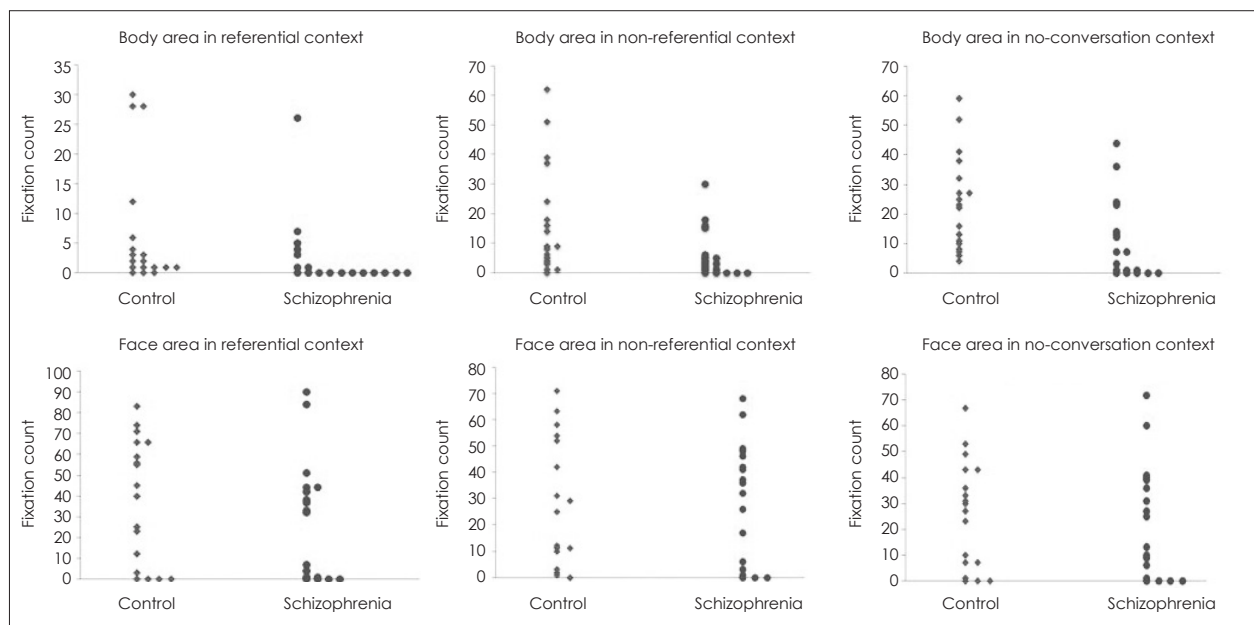 Body area in referential context
Fixation count
35
30
25
20
15
10
5
0
Control
Schizophrenia
Body area in non-referential context
Fixation count
70
60
50
40
30
20
10
0
Control
Schizophrenia
Body area in no-conversation context
Fixation count
70
60
50
40
30
20
10
0
Control
Schizophrenia
Face area in referential context
Fixation count
100
90
80
70
60
50
40
30
20
10
0
Control
Schizophrenia
Face area in non-referential context
Fixation count
80
70
60
50
40
30
20
10
0
Control
Schizophrenia
Face area in no-conversation context
Fixation count
80
70
60
50
40
30
20
10
0
Control
Schizophrenia